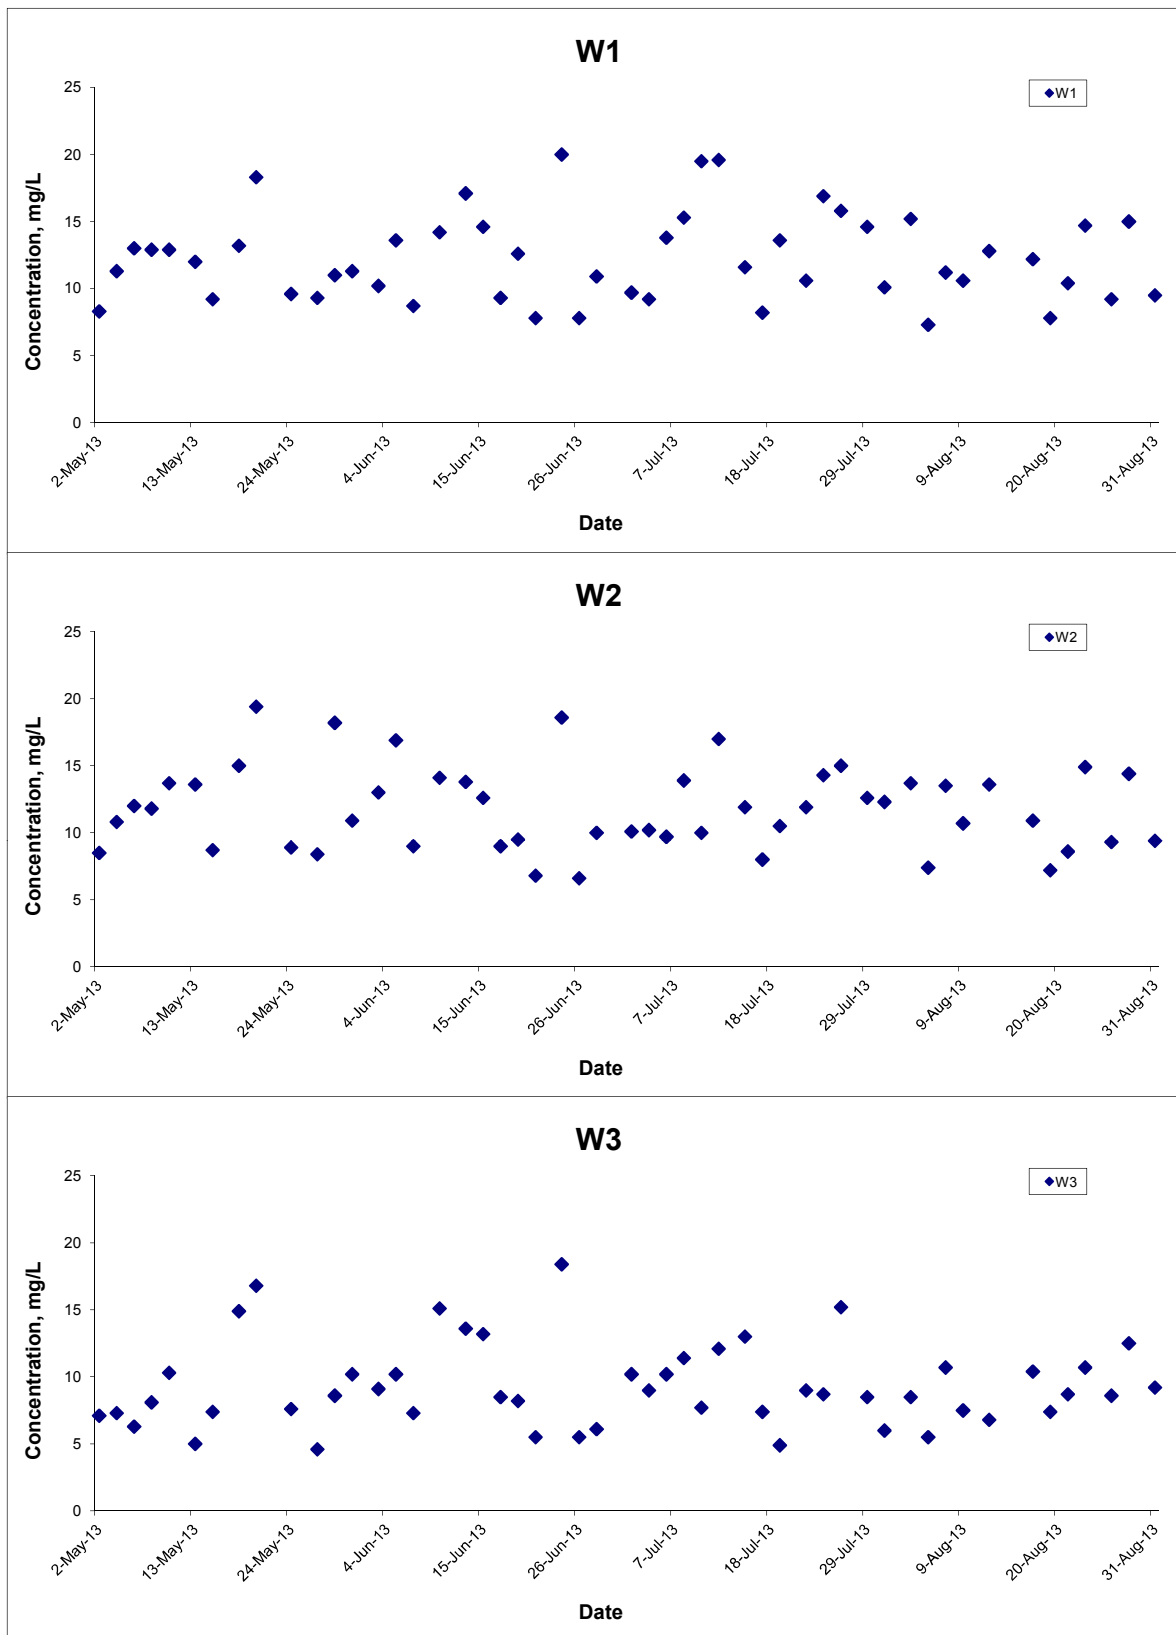 W1
W1
Concentration, mg/L
25
20
15
10
5
0
2-May-13
13-May-13
24-May-13
4-Jun-13
15-Jun-13
26-Jun-13
7-Jul-13
18-Jul-13
29-Jul-13
9-Aug-13
20-Aug-13
31-Aug-13
Date
W2
W2
Concentration, mg/L
25
20
15
10
5
0
2-May-13
13-May-13
24-May-13
4-Jun-13
15-Jun-13
26-Jun-13
7-Jul-13
18-Jul-13
29-Jul-13
9-Aug-13
20-Aug-13
31-Aug-13
Date
W3
W3
Concentration, mg/L
25
20
15
10
5
0
2-May-13
13-May-13
24-May-13
4-Jun-13
15-Jun-13
26-Jun-13
7-Jul-13
18-Jul-13
29-Jul-13
9-Aug-13
20-Aug-13
31-Aug-13
Date